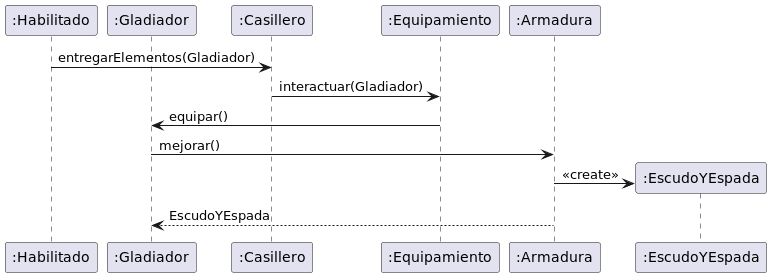 :Habilitado :Gladiador :Casillero :Equipamiento :Armadura
entregarElementos(Gladiador)
interactuar(Gladiador)
equipar()
mejorar()
«create» :EscudoYEspada
EscudoYEspada
:Habilitado :Gladiador :Casillero :Equipamiento :Armadura :EscudoYEspada